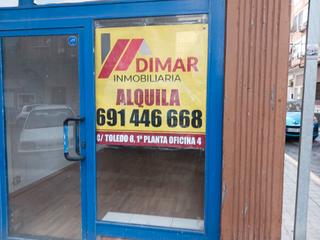 DIMAR
INMOBILIARIA
ALQUILA
691 446 668
C/ TOLEDO 8, 1ª PLANTA OFICINA 4